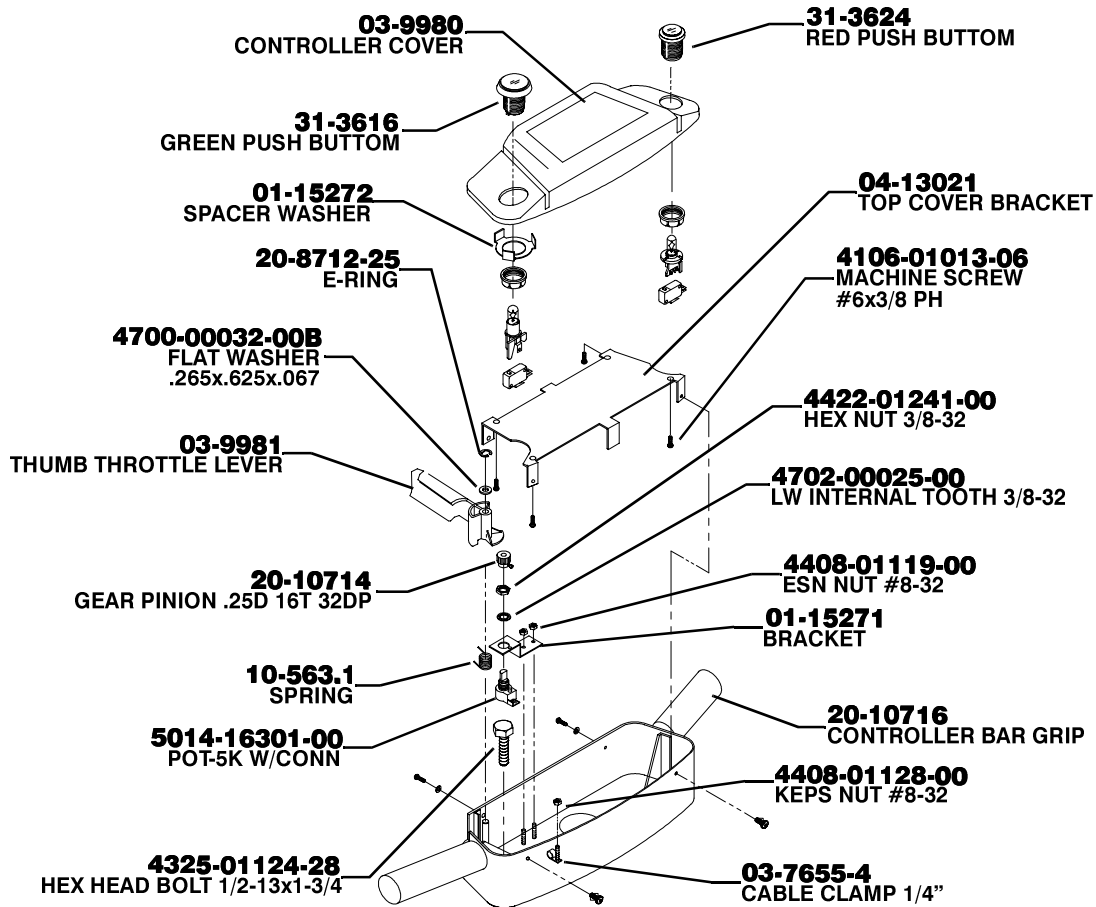 03-9980
CONTROLLER COVER
31-3624
RED PUSH BUTTOM
31-3616
GREEN PUSH BUTTOM
01-15272
SPACER WASHER
04-13021
TOP COVER BRACKET
20-8712-25
E-RING
4106-01013-06
MACHINE SCREW
#6x3/8 PH
4700-00032-00B
FLAT WASHER
.265x.625x.067
4422-01241-00
HEX NUT 3/8-32
03-9981
THUMB THROTTLE LEVER
4702-00025-00
LW INTERNAL TOOTH 3/8-32
20-10714
GEAR PINION .25D 16T 32DP
4408-01119-00
ESN NUT #8-32
01-15271
BRACKET
10-563.1
SPRING
20-10716
CONTROLLER BAR GRIP
5014-16301-00
POT-5K W/CONN
4408-01128-00
KEPS NUT #8-32
4325-01124-28
HEX HEAD BOLT 1/2-13x1-3/4
03-7655-4
CABLE CLAMP 1/4”